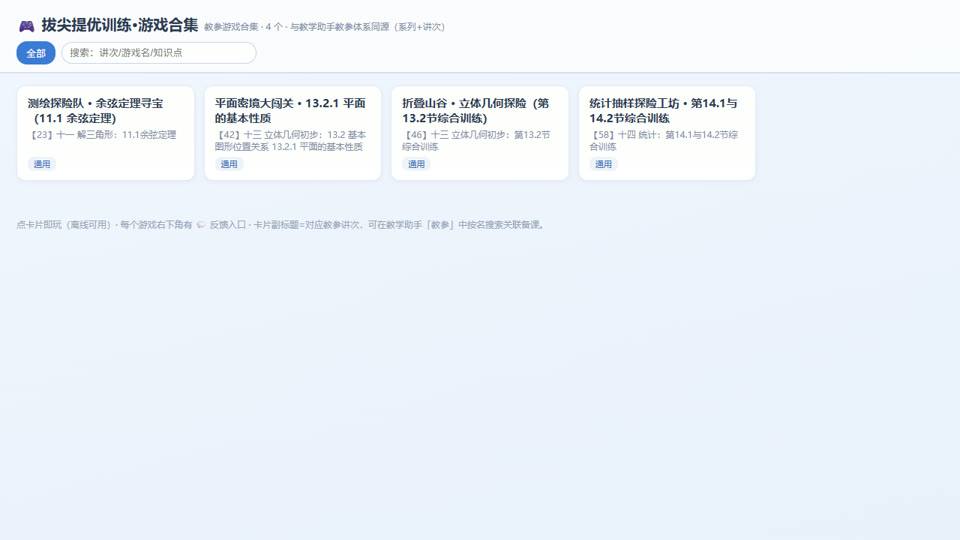 拔尖提优训练•游戏合集 教参游戏合集 · 4 个 · 与教学助手教参体系同源（系列+讲次）
全部 搜索：讲次/游戏名/知识点
测绘探险队・余弦定理寻宝
（11.1 余弦定理）
【23】十一 解三角形：11.1余弦定理
通用
平面密境大闯关・13.2.1 平面
的基本性质
【42】十三 立体几何初步：13.2 基本
图形位置关系 13.2.1 平面的基本性质
通用
折叠山谷・立体几何探险（第
13.2节综合训练）
【46】十三 立体几何初步：第13.2节
综合训练
通用
统计抽样探险工坊・第14.1与
14.2节综合训练
【58】十四 统计：第14.1与14.2节综
合训练
通用
点卡片即玩（离线可用）· 每个游戏右下角有 反馈入口 · 卡片副标题=对应教参讲次，可在教学助手「教参」中按名搜索关联备课。